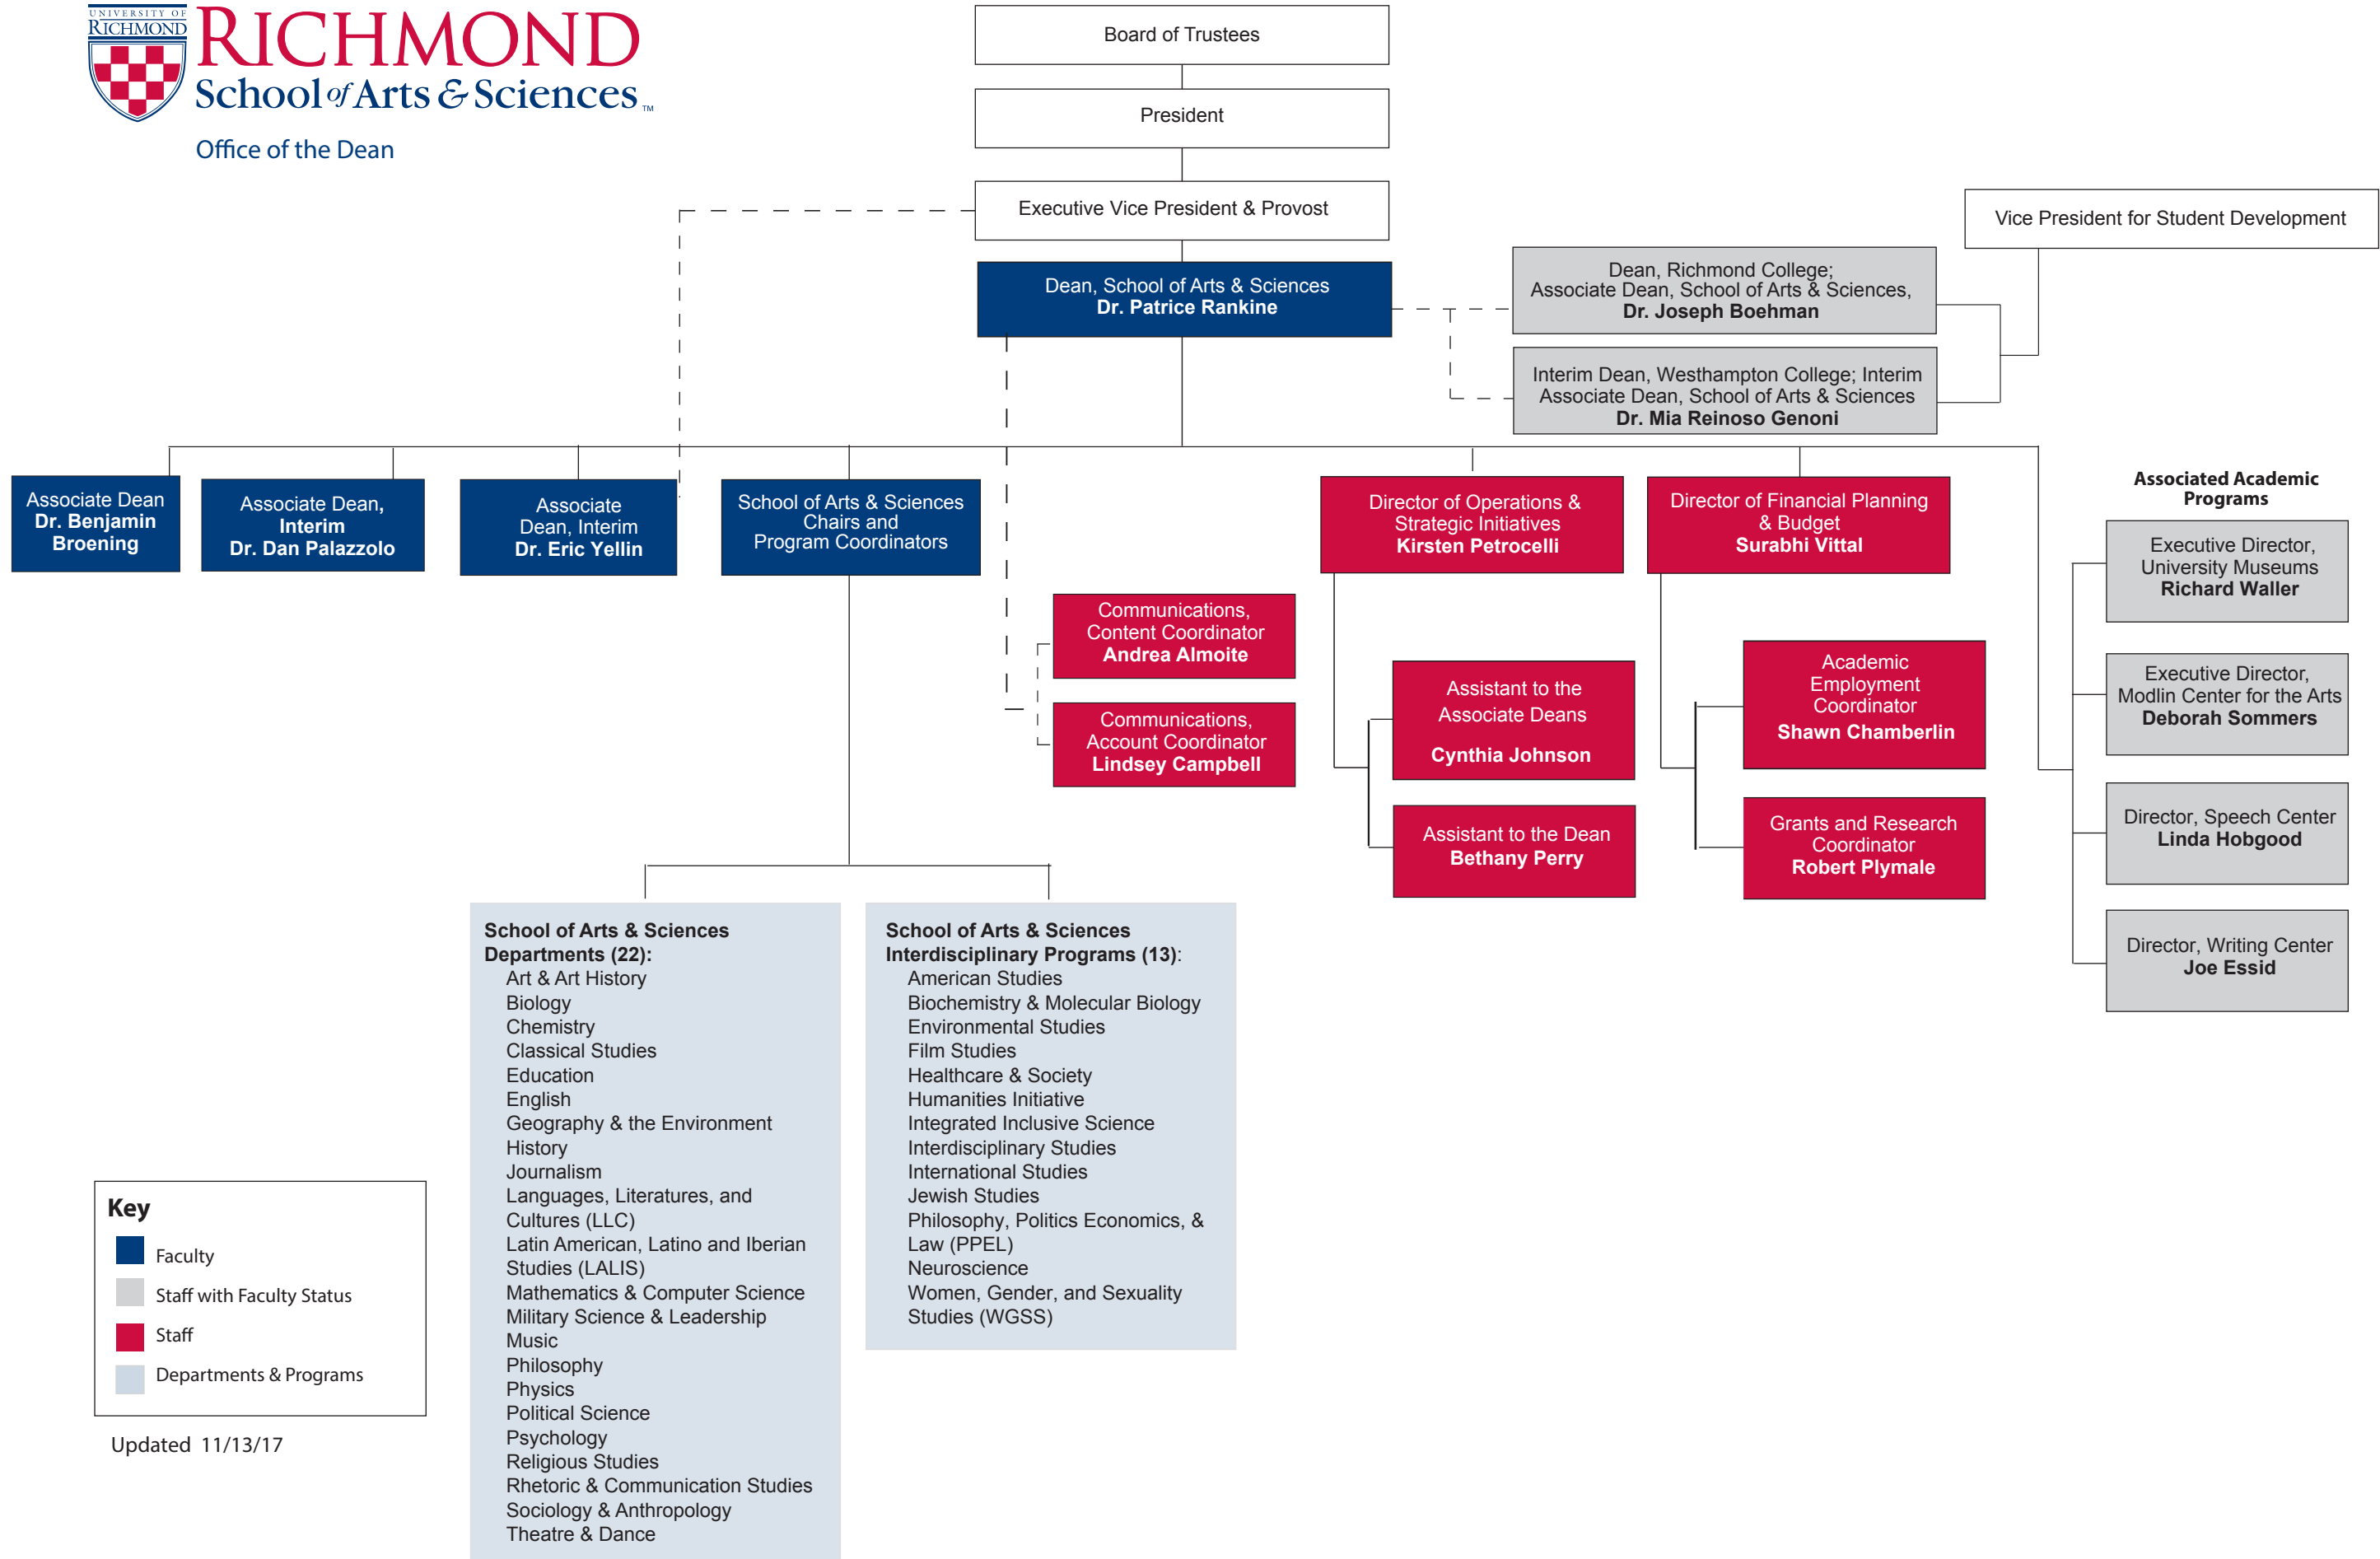 UNIVERSITY OF
RICHMOND
RICHMOND
School of Arts & Sciences ™
Office of the Dean
Board of Trustees
President
Executive Vice President & Provost
Vice President for Student Development
Dean, School of Arts & Sciences
Dr. Patrice Rankine
Dean, Richmond College;
Associate Dean, School of Arts & Sciences,
Dr. Joseph Boehman
Interim Dean, Westhampton College; Interim
Associate Dean, School of Arts & Sciences
Dr. Mia Reinoso Genoni
Associate Dean
Dr. Benjamin
Broening
Associate Dean,
Interim
Dr. Dan Palazzolo
Associate
Dean, Interim
Dr. Eric Yellin
School of Arts & Sciences
Chairs and
Program Coordinators
Director of Operations &
Strategic Initiatives
Kirsten Petrocelli
Director of Financial Planning
& Budget
Surabhi Vittal
Associated Academic
Programs
Executive Director,
University Museums
Richard Waller
Executive Director,
Modlin Center for the Arts
Deborah Sommers
Director, Speech Center
Linda Hobgood
Director, Writing Center
Joe Essid
Communications,
Content Coordinator
Andrea Almoite
Communications,
Account Coordinator
Lindsey Campbell
Assistant to the
Associate Deans
Cynthia Johnson
Assistant to the Dean
Bethany Perry
Academic
Employment
Coordinator
Shawn Chamberlin
Grants and Research
Coordinator
Robert Plymale
School of Arts & Sciences
Departments (22):
Art & Art History
Biology
Chemistry
Classical Studies
Education
English
Geography & the Environment
History
Journalism
Languages, Literatures, and
Cultures (LLC)
Latin American, Latino and Iberian
Studies (LALIS)
Mathematics & Computer Science
Military Science & Leadership
Music
Philosophy
Physics
Political Science
Psychology
Religious Studies
Rhetoric & Communication Studies
Sociology & Anthropology
Theatre & Dance
School of Arts & Sciences
Interdisciplinary Programs (13):
American Studies
Biochemistry & Molecular Biology
Environmental Studies
Film Studies
Healthcare & Society
Humanities Initiative
Integrated Inclusive Science
Interdisciplinary Studies
International Studies
Jewish Studies
Philosophy, Politics Economics, &
Law (PPEL)
Neuroscience
Women, Gender, and Sexuality
Studies (WGSS)
Key
Faculty
Staff with Faculty Status
Staff
Departments & Programs
Updated 11/13/17